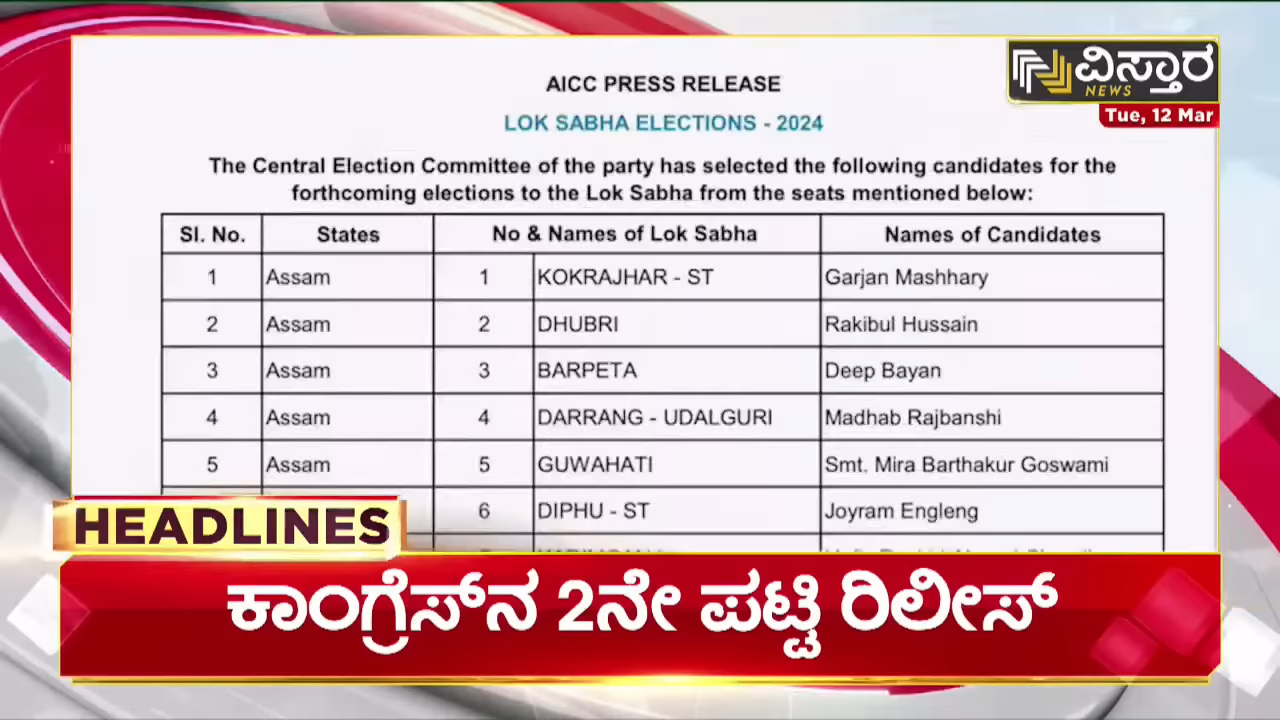 ವಿಸ್ತಾರ
NEWS
Tue, 12 Mar
AICC PRESS RELEASE
LOK SABHA ELECTIONS - 2024
The Central Election Committee of the party has selected the following candidates for the
forthcoming elections to the Lok Sabha from the seats mentioned below:
Sl. No. States No & Names of Lok Sabha Names of Candidates
1 Assam 1 KOKRAJHAR - ST Garjan Mashhary
2 Assam 2 DHUBRI Rakibul Hussain
3 Assam 3 BARPETA Deep Bayan
4 Assam 4 DARRANG - UDALGURI Madhab Rajbanshi
5 Assam 5 GUWAHATI Smt. Mira Barthakur Goswami
6 DIPHU - ST Joyram Engleng
HEADLINES
ಕಾಂಗ್ರೆಸ್‌ನ 2ನೇ ಪಟ್ಟಿ ರಿಲೀಸ್